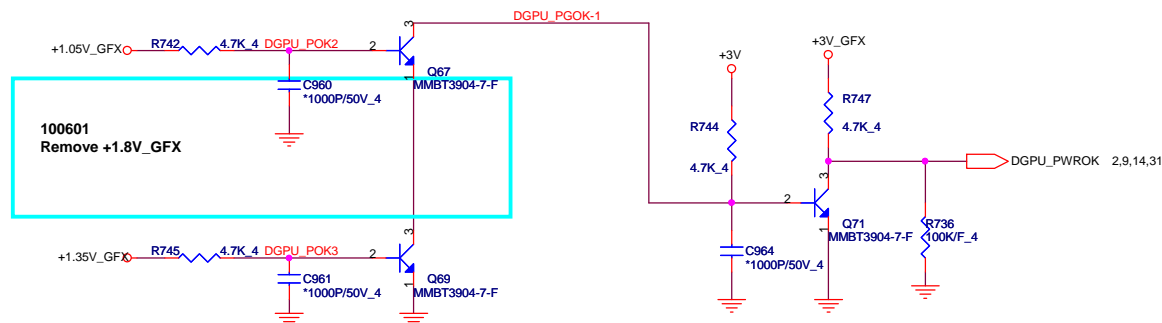 DGPU_PGOK-1
3
+1.05V_GFX
R742
4.7K_4
DGPU_POK2
2
1
Q67
MMBT3904-7-F
C960
*1000P/50V_4
100601
Remove +1.8V_GFX
+3V
+3V_GFX
R744
4.7K_4
R747
4.7K_4
3
2
1
Q71
MMBT3904-7-F
DGPU_PWROK
2,9,14,31
R736
100K/F_4
C964
*1000P/50V_4
+1.35V_GFX
R745
4.7K_4
DGPU_POK3
3
2
1
Q69
MMBT3904-7-F
C961
*1000P/50V_4